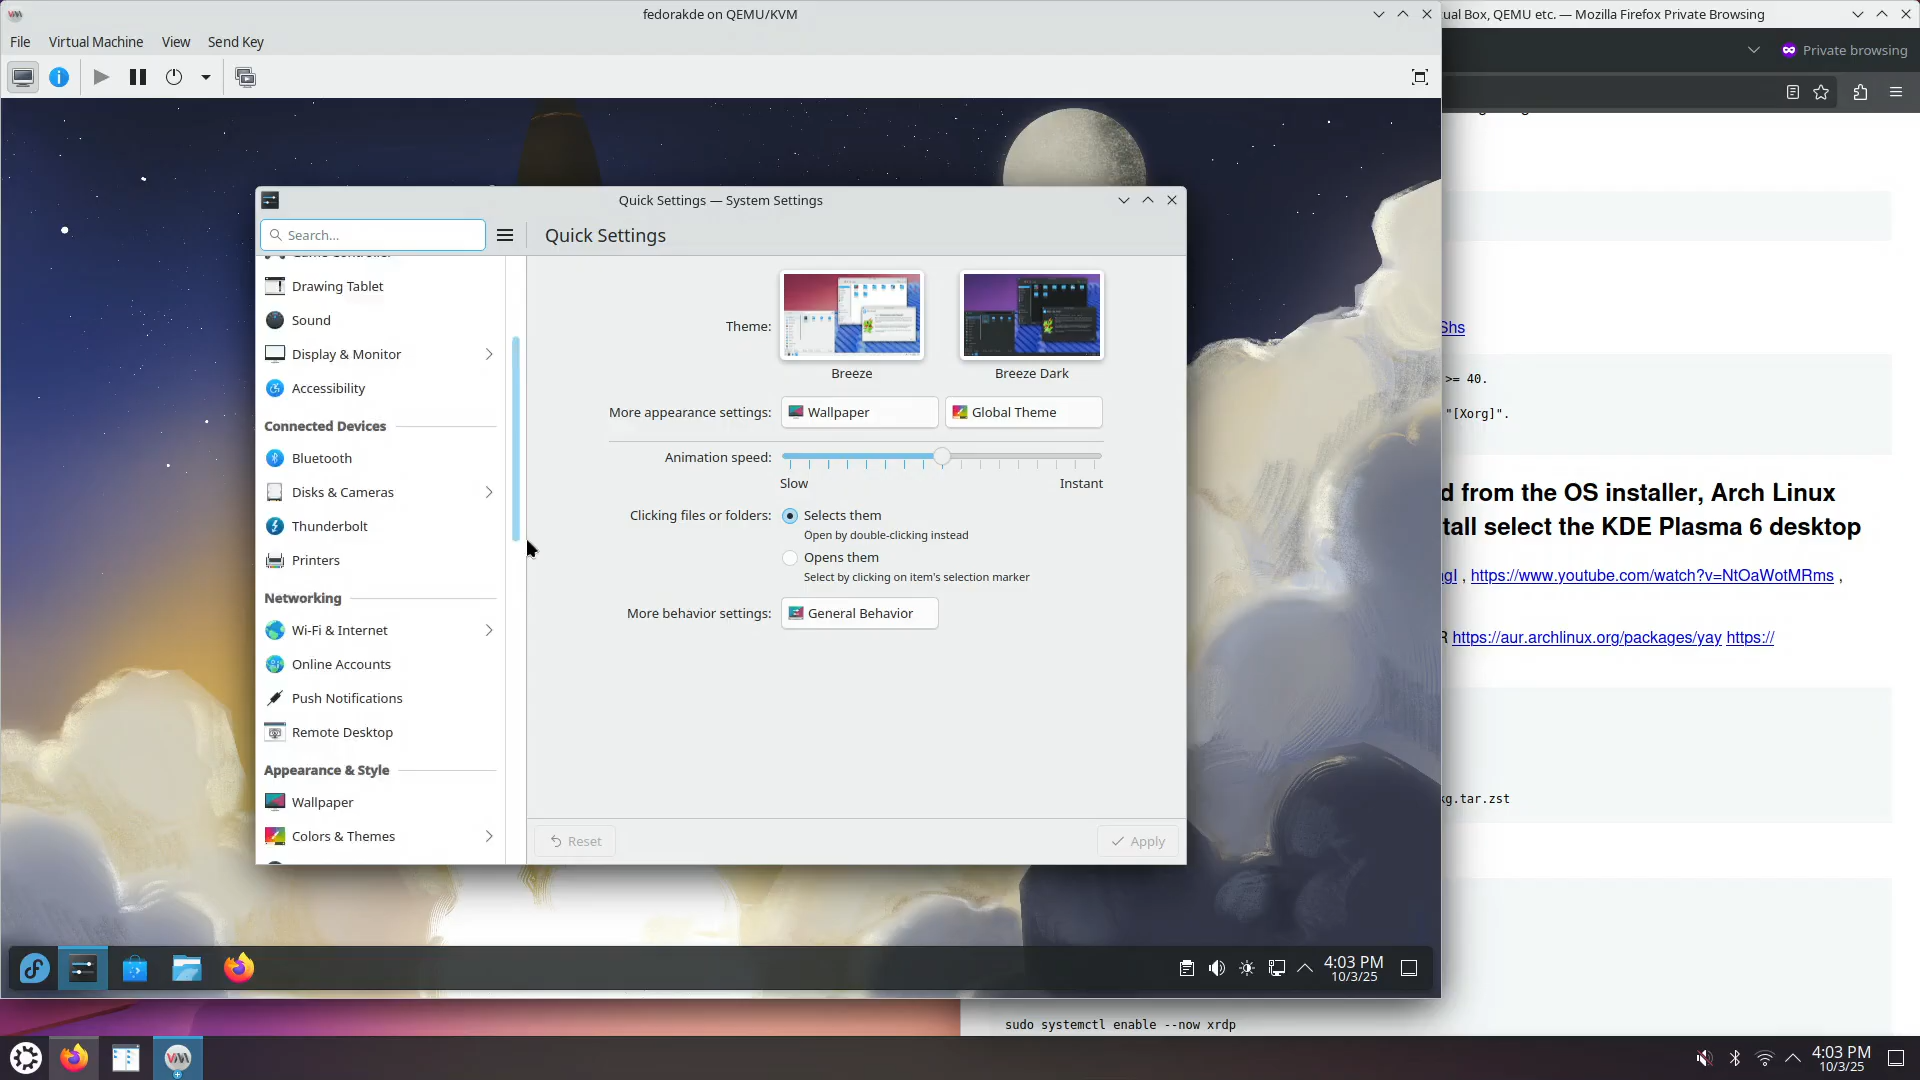 fedorakde on QEMU/KVM
ual Box, QEMU etc. — Mozilla Firefox Private Browsing
File Virtual Machine View Send Key
Private browsing
Quick Settings — System Settings
Search...
Quick Settings
Drawing Tablet
Sound
Display & Monitor
Accessibility
Connected Devices
Bluetooth
Disks & Cameras
Thunderbolt
Printers
Networking
Wi-Fi & Internet
Online Accounts
Push Notifications
Remote Desktop
Appearance & Style
Wallpaper
Colors & Themes
Theme:
Breeze
Breeze Dark
More appearance settings: Wallpaper Global Theme
Animation speed:
Slow Instant
Clicking files or folders: Selects them
Open by double-clicking instead
Opens them
Select by clicking on item's selection marker
More behavior settings: General Behavior
Reset
Apply
Shs
>= 40.
"[Xorg]".
d from the OS installer, Arch Linux
tall select the KDE Plasma 6 desktop
ngI , https://www.youtube.com/watch?v=NtOaWotMRms ,
R https://aur.archlinux.org/packages/yay https://
kg.tar.zst
4:03 PM
10/3/25
sudo systemctl enable --now xrdp
4:03 PM
10/3/25